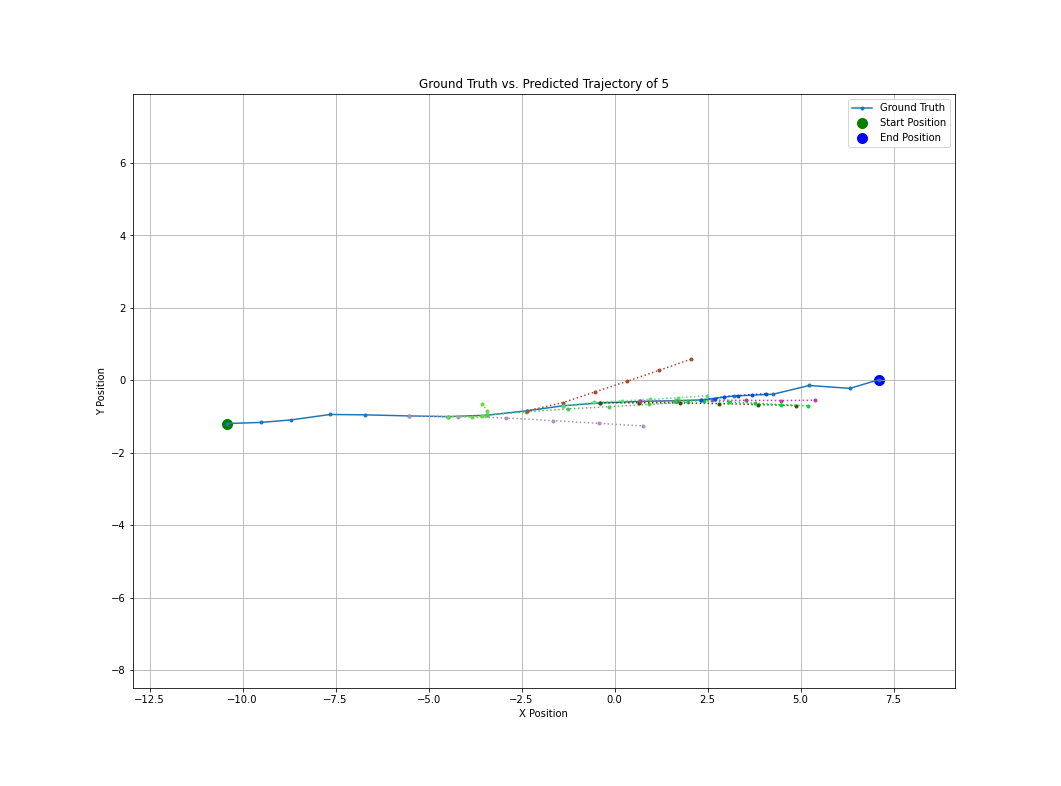 Ground Truth vs. Predicted Trajectory of 5
Ground Truth
Start Position
End Position
6
4
2
0
−2
−4
−6
−8
Y Position
−12.5
−10.0
−7.5
−5.0
−2.5
0.0
2.5
5.0
7.5
X Position